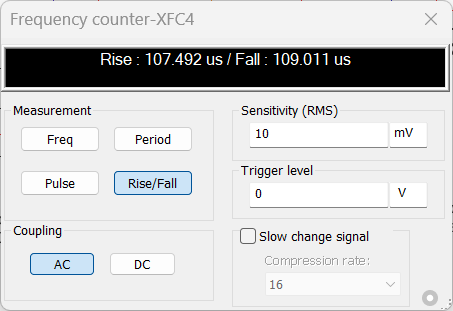 Frequency counter-XFC4
Rise : 107.492 us / Fall : 109.011 us
Measurement
Freq
Period
Pulse
Rise/Fall
Coupling
AC
DC
Sensitivity (RMS)
10
mV
Trigger level
0
V
Slow change signal
Compression rate:
16